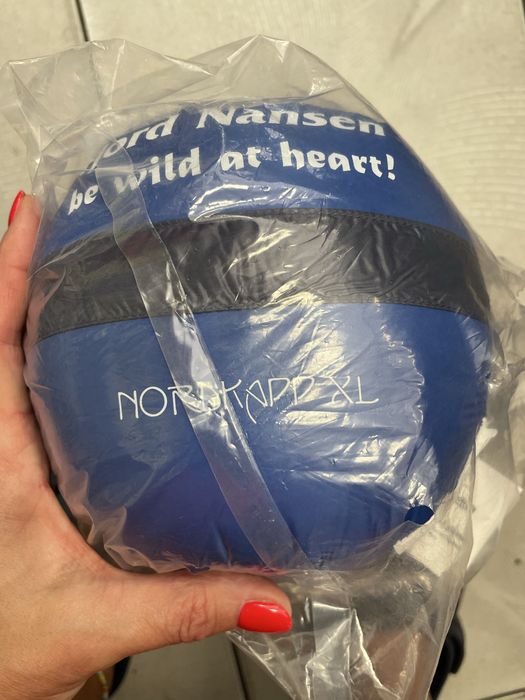 Nansen
be wild at heart!
NORDKAPP XL